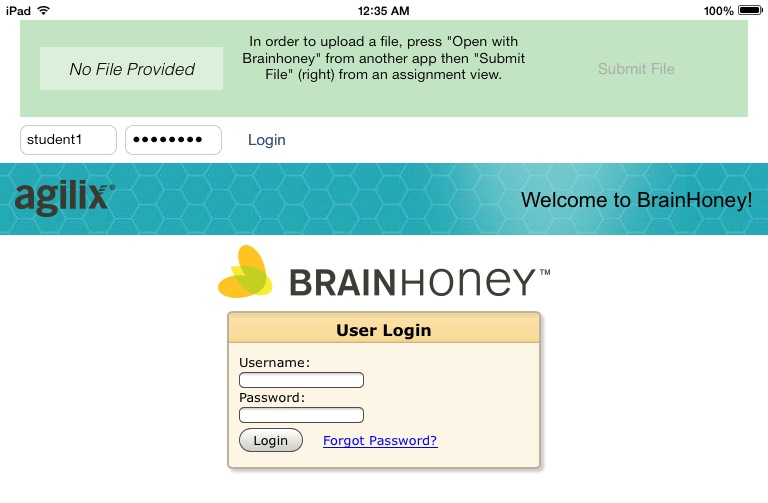 iPad 12:35 AM 100%
In order to upload a file, press "Open with
Brainhoney" from another app then "Submit
File" (right) from an assignment view.
No File Provided
Submit File
student1 ●●●●●●●● Login
agilix®
Welcome to BrainHoney!
BRAINHONEY™
User Login
Username:
Password:
Login Forgot Password?